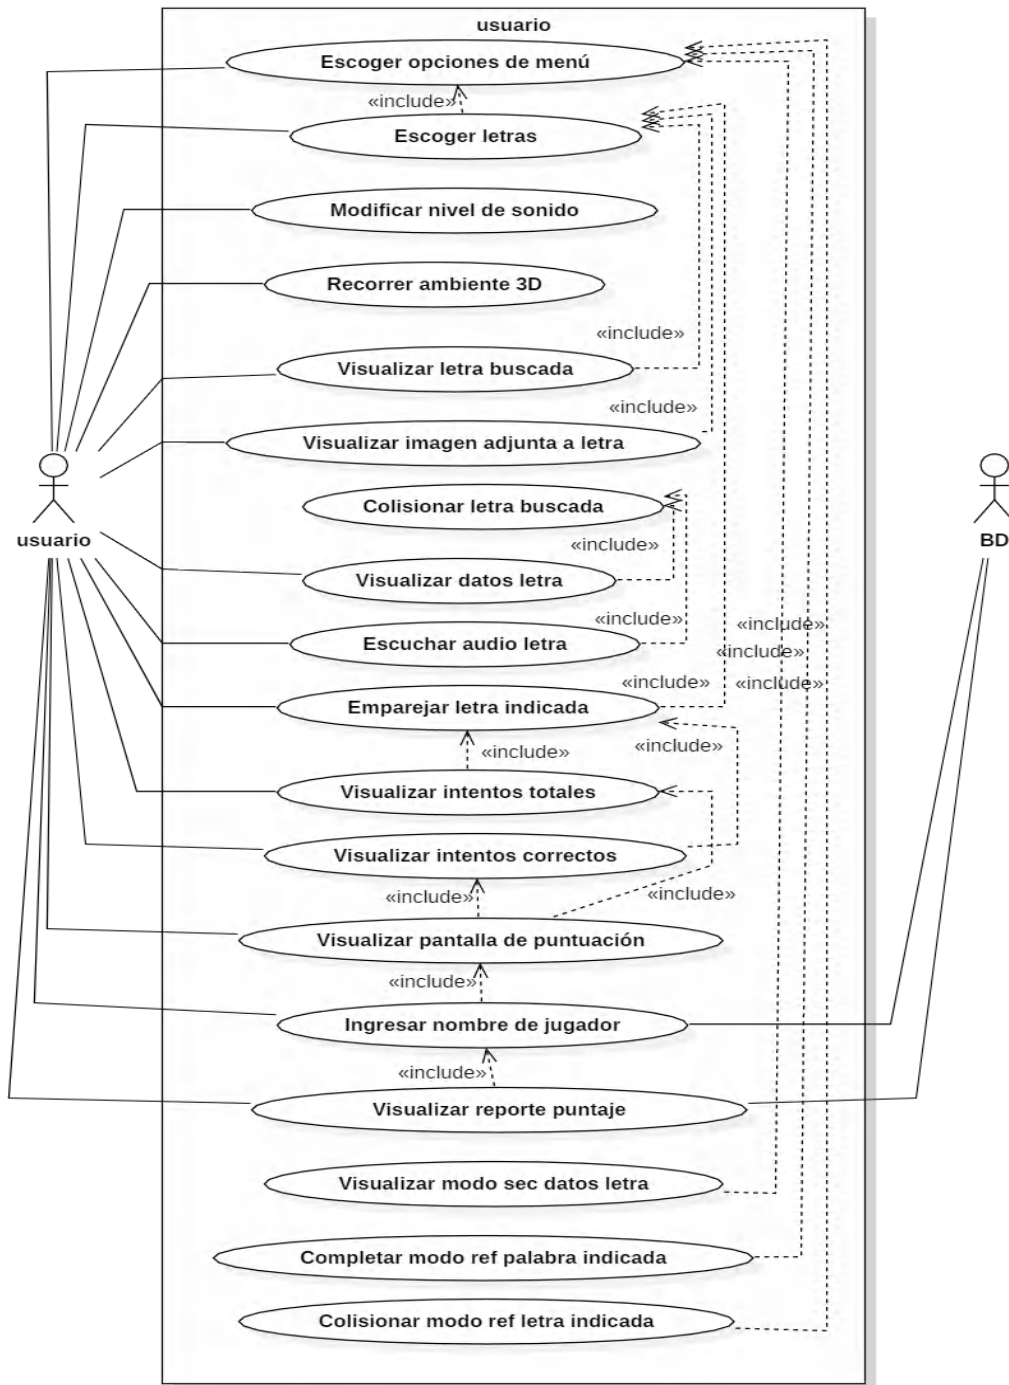 usuario
Escoger opciones de menú
«include»
Escoger letras
Modificar nivel de sonido
Recorrer ambiente 3D
«include»
Visualizar letra buscada
«include»
Visualizar imagen adjunta a letra
Colisionar letra buscada
usuario
BD
«include»
Visualizar datos letra
«include»
«include»
Escuchar audio letra
«include»
«include»
«include»
Emparejar letra indicada
«include»
«include»
Visualizar intentos totales
Visualizar intentos correctos
«include»
«include»
Visualizar pantalla de puntuación
«include»
Ingresar nombre de jugador
«include»
Visualizar reporte puntaje
Visualizar modo sec datos letra
Completar modo ref palabra indicada
Colisionar modo ref letra indicada